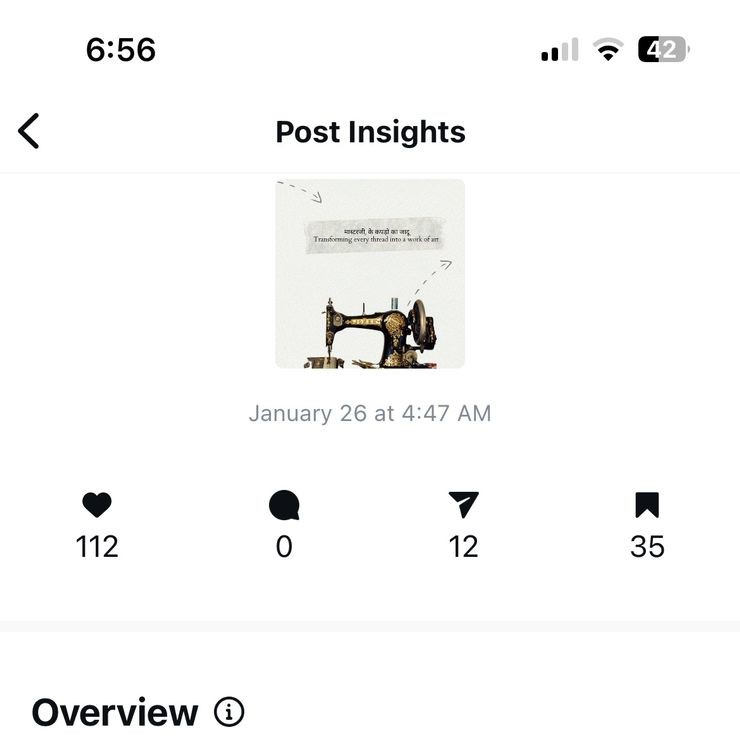 6:56
42
Post Insights
मास्टरजी, के कपड़ो का जादू
Transforming every thread into a work of art
January 26 at 4:47 AM
112
0
12
35
Overview